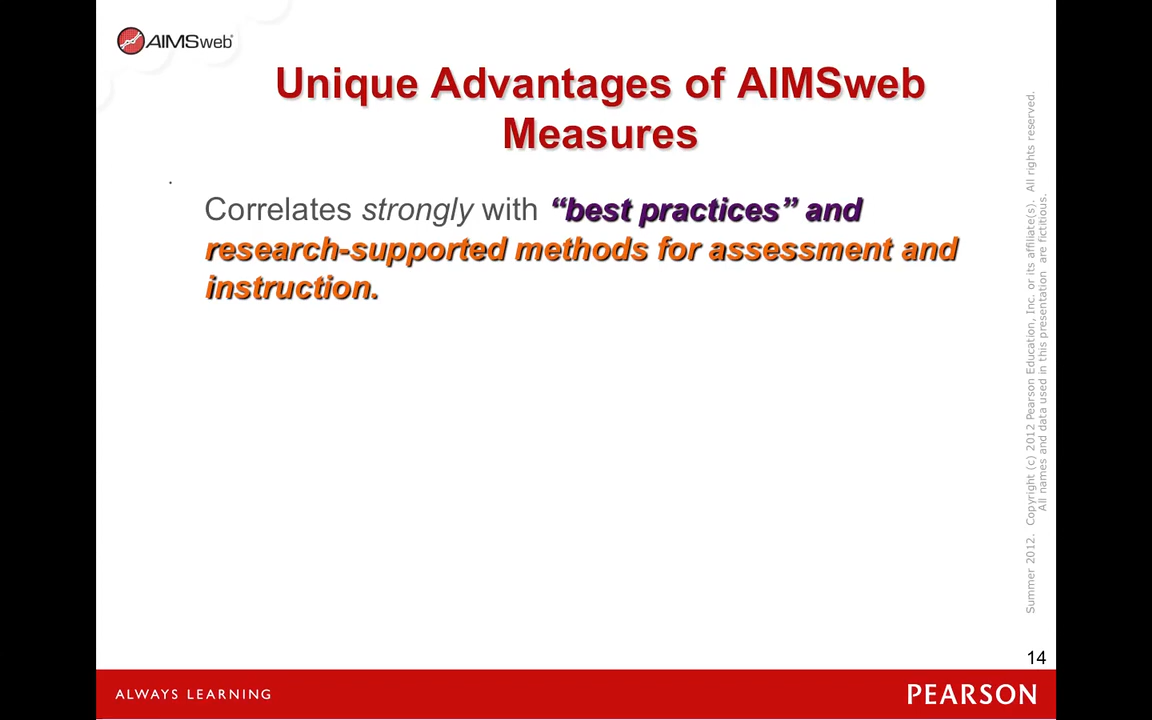 AIMSweb
Unique Advantages of AIMSweb
Measures
Correlates strongly with “best practices” and
research-supported methods for assessment and
instruction.
Summer 2012. Copyright (c) 2012 Pearson Education, Inc. or its affiliate(s). All rights reserved.
All names and data used in this presentation are fictitious.
14
ALWAYS LEARNING
PEARSON